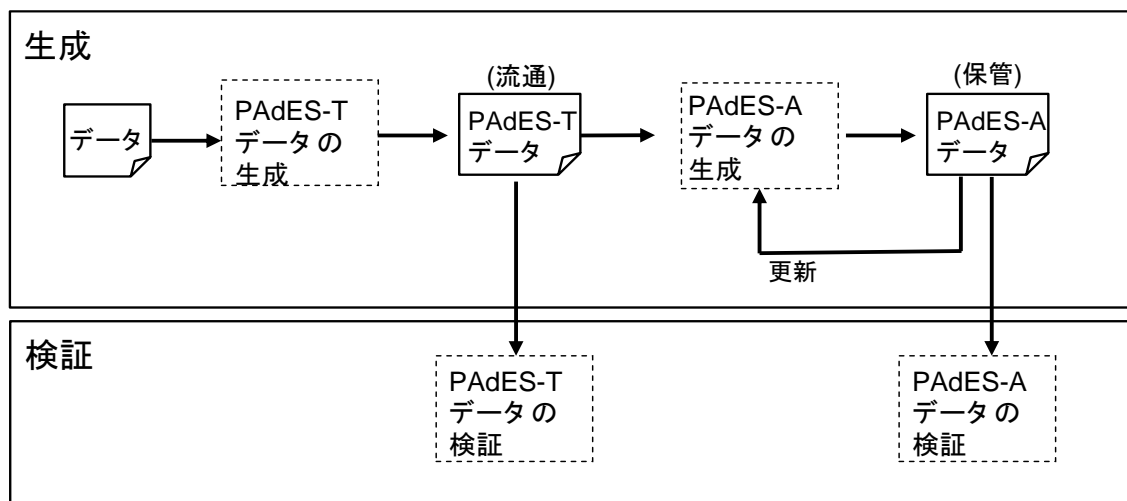 生成
データ
PAdES-T
データの
生成
(流通)
PAdES-T
データ
PAdES-A
データの
生成
(保管)
PAdES-A
データ
更新
検証
PAdES-T
データの
検証
PAdES-A
データの
検証